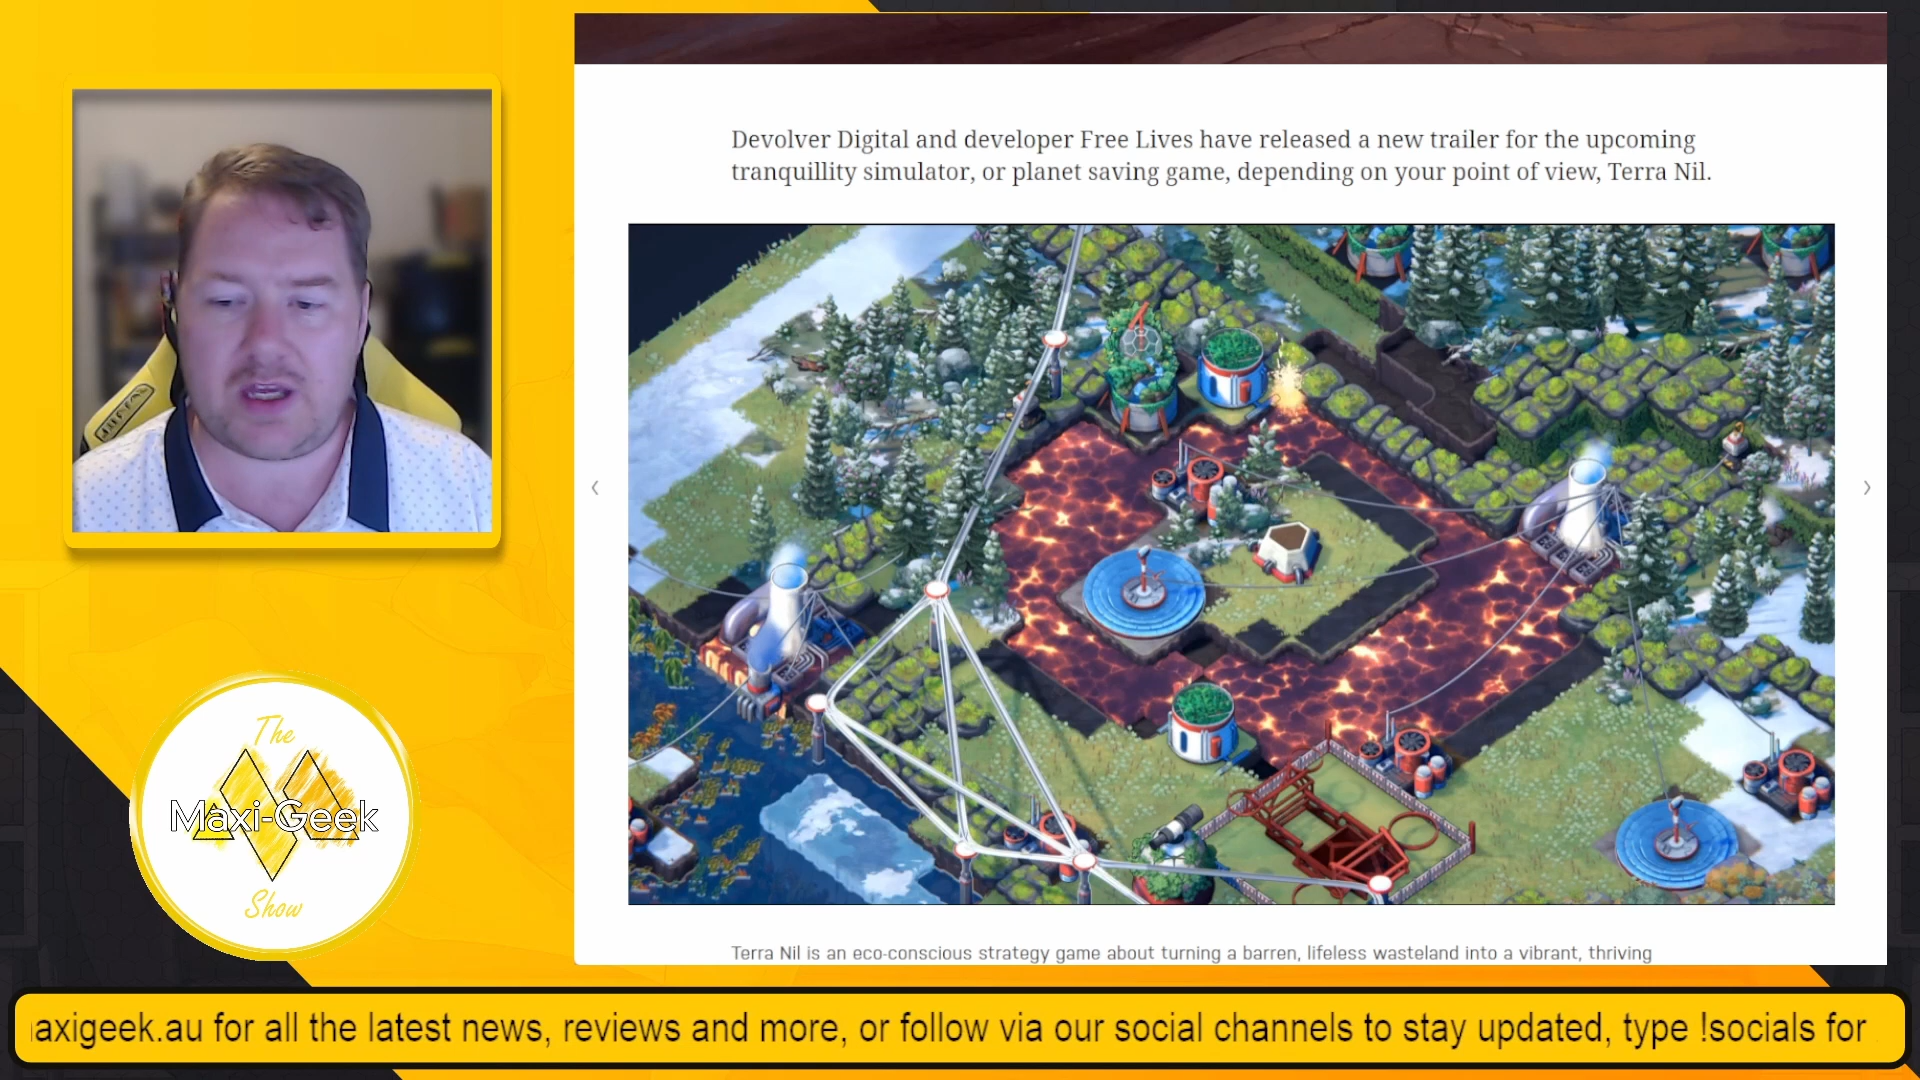 Devolver Digital and developer Free Lives have released a new trailer for the upcoming
tranquillity simulator, or planet saving game, depending on your point of view, Terra Nil.
The
Maxi-Geek
Show
Terra Nil is an eco-conscious strategy game about turning a barren, lifeless wasteland into a vibrant, thriving
axigeek.au for all the latest news, reviews and more, or follow via our social channels to stay updated, type !socials for